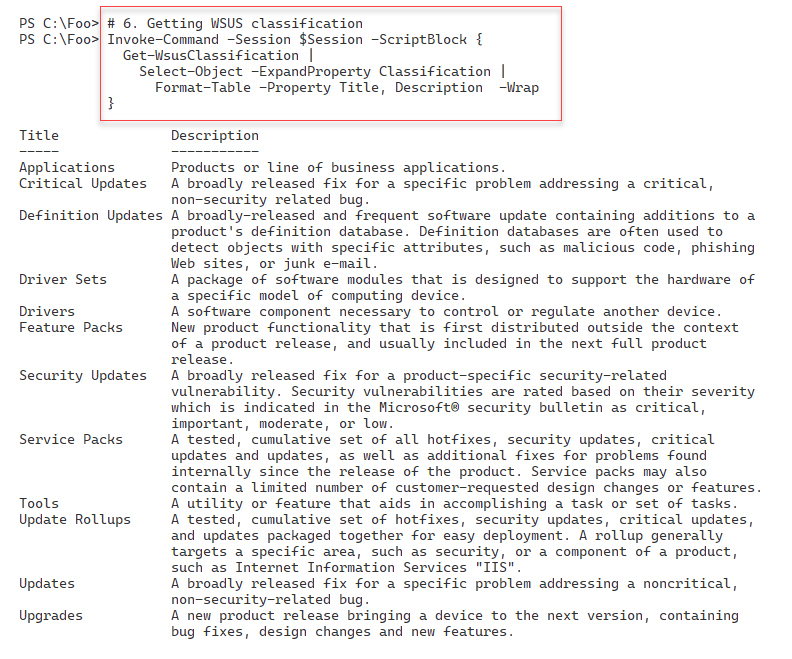 PS C:\Foo> # 6. Getting WSUS classification
PS C:\Foo> Invoke-Command -Session $Session -ScriptBlock {
  Get-WsusClassification |
    Select-Object -ExpandProperty Classification |
      Format-Table -Property Title, Description  -Wrap
}
Title              Description
-----              -----------
Applications       Products or line of business applications.
Critical Updates   A broadly released fix for a specific problem addressing a critical,
                   non-security related bug.
Definition Updates A broadly-released and frequent software update containing additions to a
                   product's definition database. Definition databases are often used to
                   detect objects with specific attributes, such as malicious code, phishing
                   Web sites, or junk e-mail.
Driver Sets        A package of software modules that is designed to support the hardware of
                   a specific model of computing device.
Drivers            A software component necessary to control or regulate another device.
Feature Packs      New product functionality that is first distributed outside the context
                   of a product release, and usually included in the next full product
                   release.
Security Updates   A broadly released fix for a product-specific security-related
                   vulnerability. Security vulnerabilities are rated based on their severity
                   which is indicated in the Microsoft® security bulletin as critical,
                   important, moderate, or low.
Service Packs      A tested, cumulative set of all hotfixes, security updates, critical
                   updates and updates, as well as additional fixes for problems found
                   internally since the release of the product. Service packs may also
                   contain a limited number of customer-requested design changes or features.
Tools              A utility or feature that aids in accomplishing a task or set of tasks.
Update Rollups     A tested, cumulative set of hotfixes, security updates, critical updates,
                   and updates packaged together for easy deployment. A rollup generally
                   targets a specific area, such as security, or a component of a product,
                   such as Internet Information Services "IIS".
Updates            A broadly released fix for a specific problem addressing a noncritical,
                   non-security-related bug.
Upgrades           A new product release bringing a device to the next version, containing
                   bug fixes, design changes and new features.